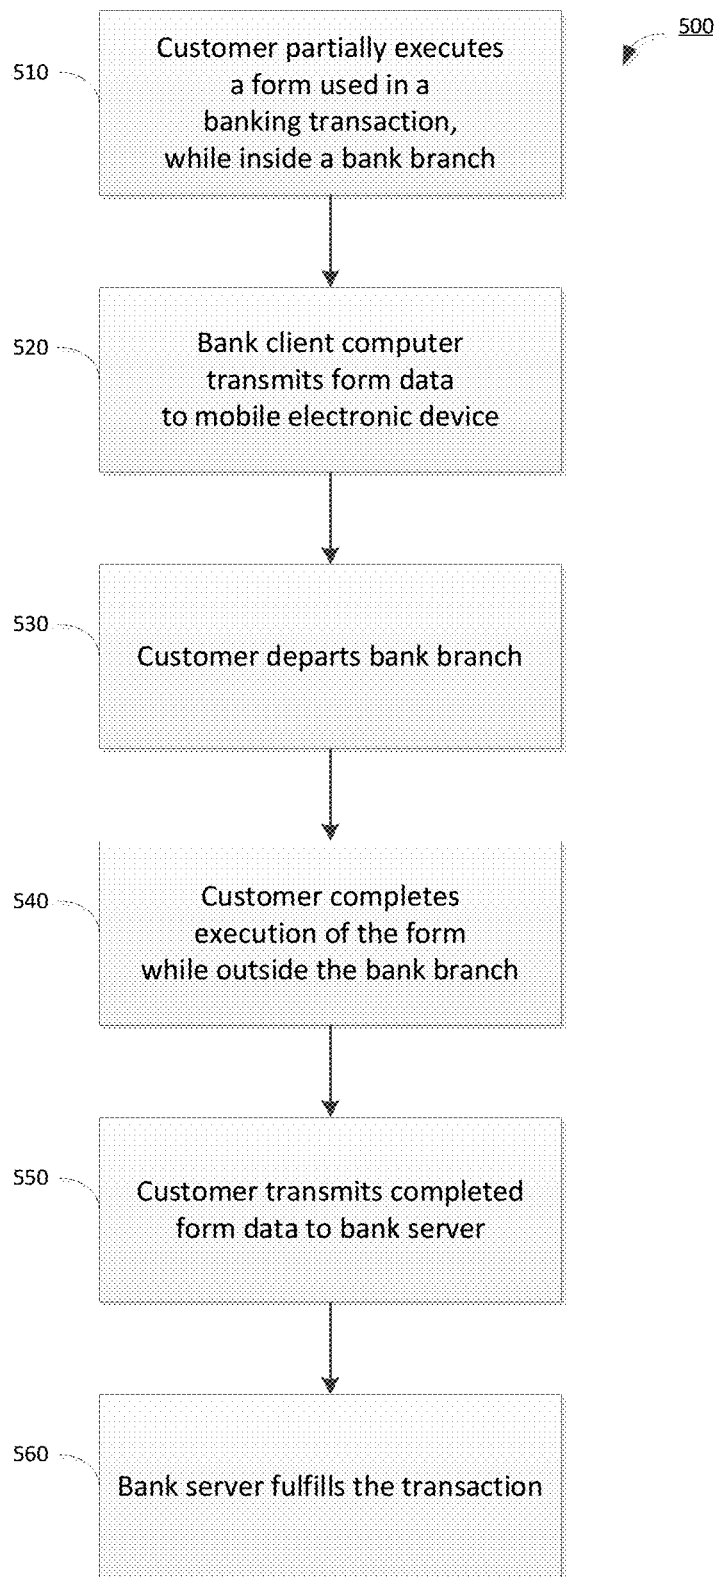 500
510
Customer partially executes
a form used in a
banking transaction,
while inside a bank branch
520
Bank client computer
transmits form data
to mobile electronic device
530
Customer departs bank branch
540
Customer completes
execution of the form
while outside the bank branch
550
Customer transmits completed
form data to bank server
560
Bank server fulfills the transaction